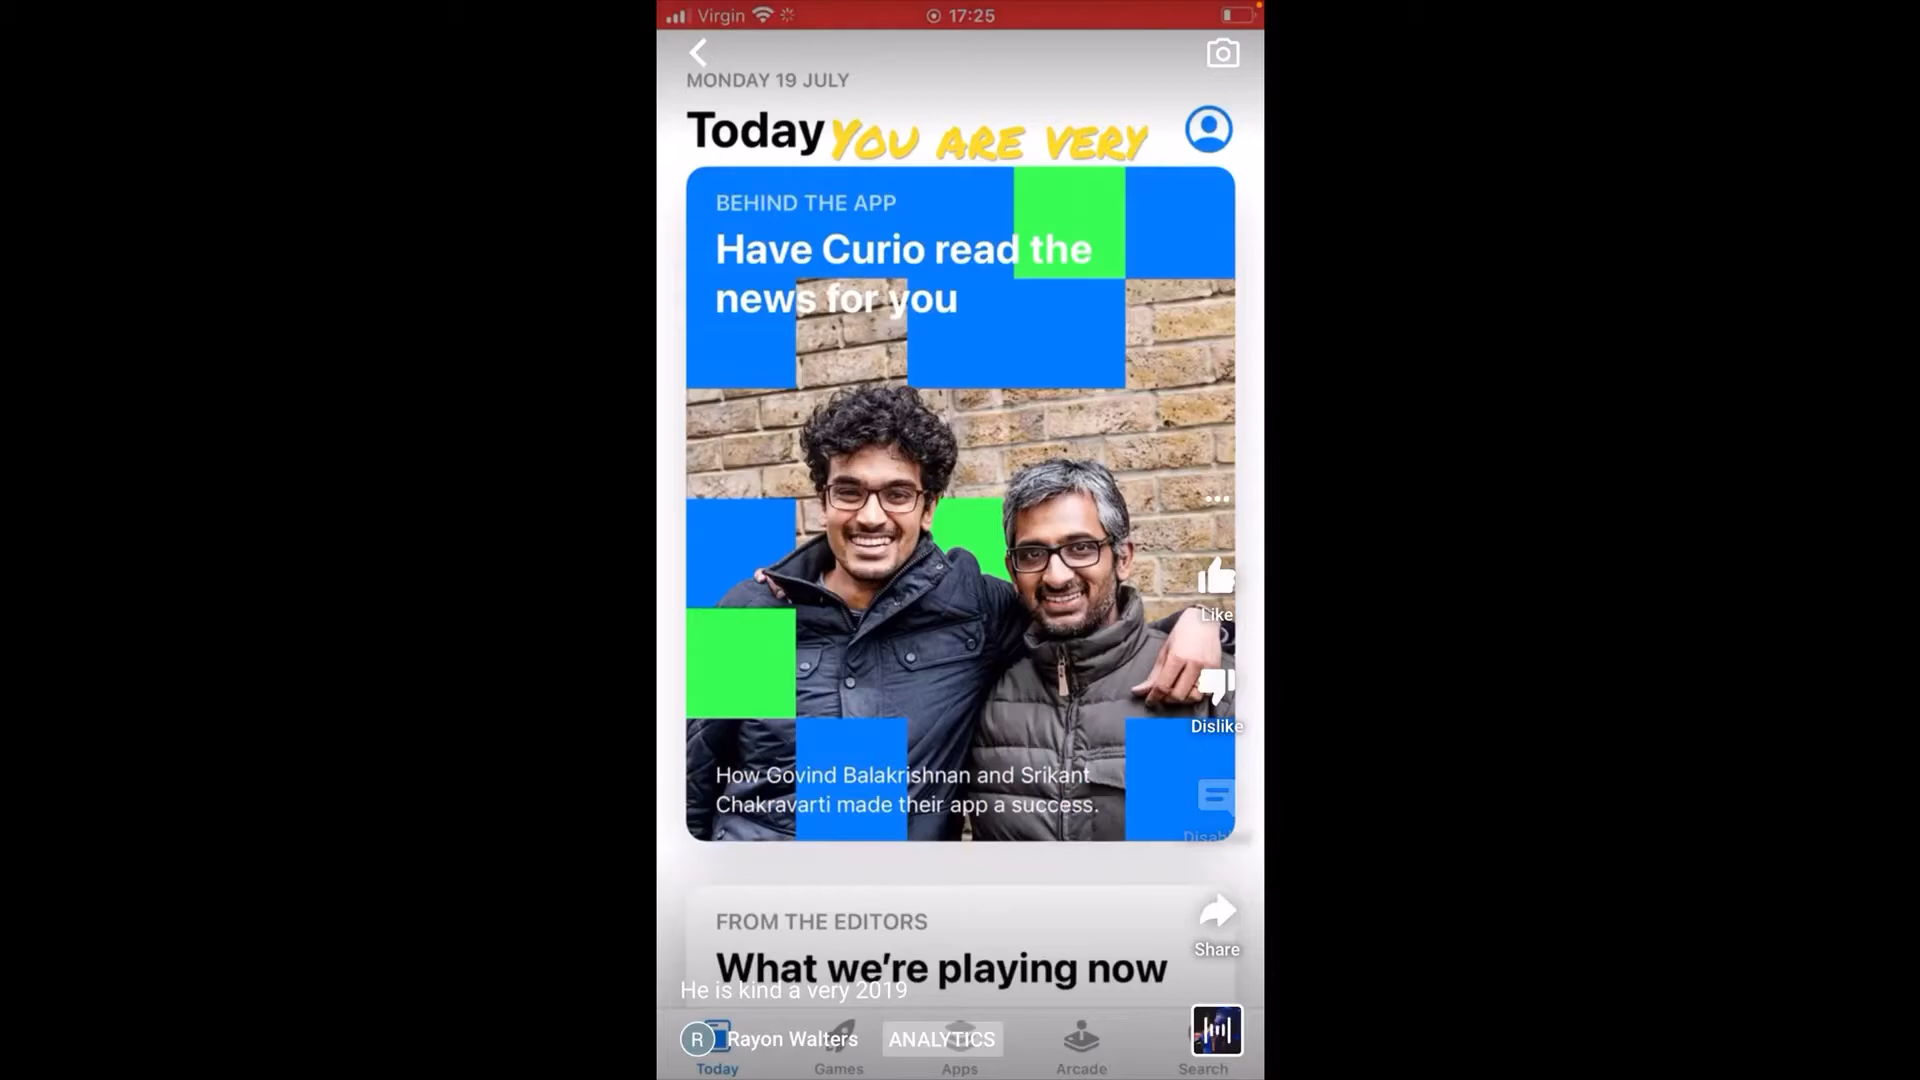 Virgin 17:25
MONDAY 19 JULY
Today
YOU ARE VERY
BEHIND THE APP
Have Curio read the
news for you
Like
Dislike
How Govind Balakrishnan and Srikant
Chakravarti made their app a success.
Share
FROM THE EDITORS
What we're playing now
He is kind a very 2019
R Rayon Walters ANALYTICS
Today Games Apps Arcade Search